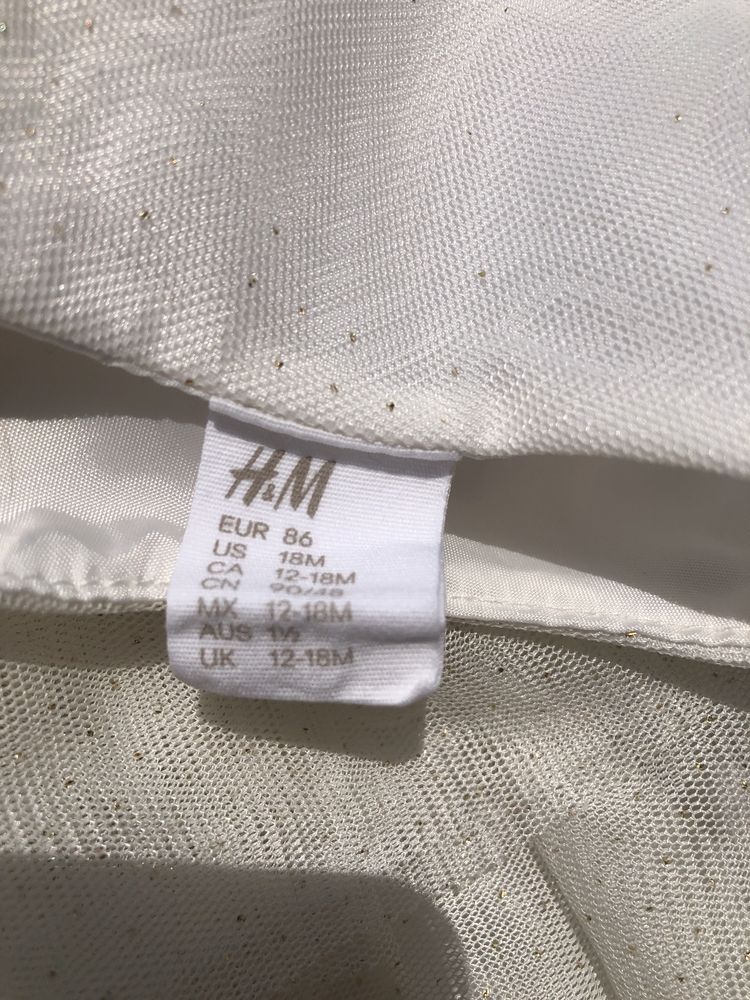 H&M
EUR 86
US 18M
CA 12-18M
CN 90/48
MX 12-18M
AUS 1½
UK 12-18M